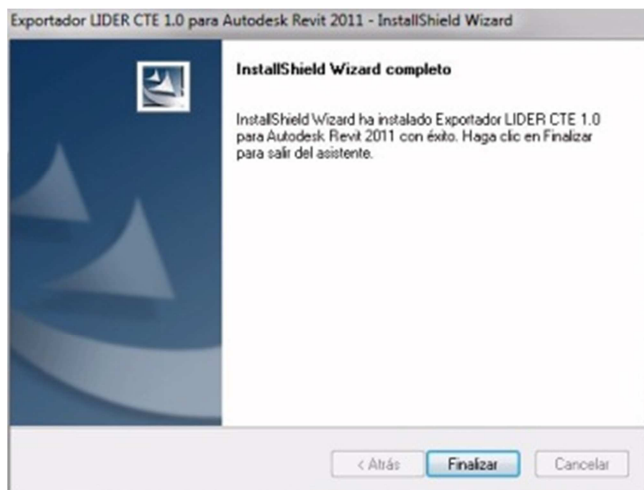 Exportador LIDER CTE 1.0 para Autodesk Revit 2011 - InstallShield Wizard
InstallShield Wizard completo
InstallShield Wizard ha instalado Exportador LIDER CTE 1.0
para Autodesk Revit 2011 con éxito. Haga clic en Finalizar
para salir del asistente.
< Atrás
Finalizar
Cancelar